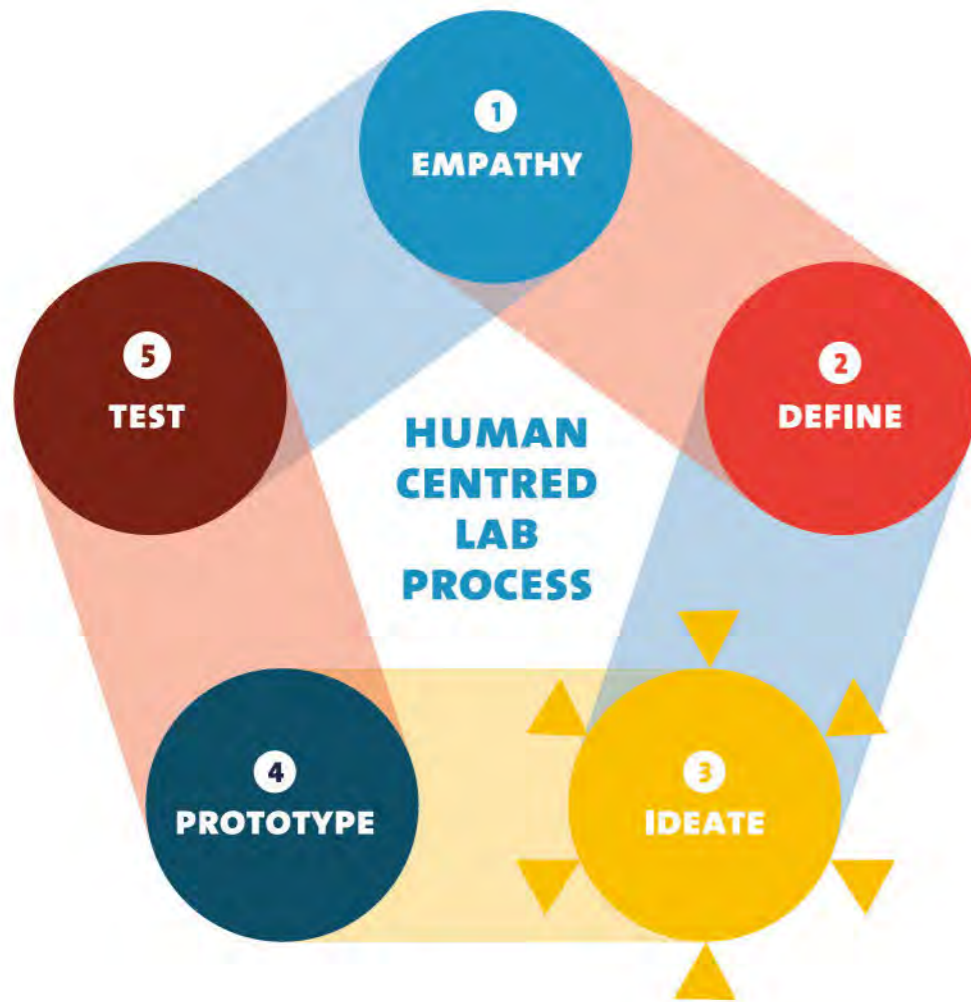 1
EMPATHY
2
DEFINE
3
IDEATE
4
PROTOTYPE
5
TEST
HUMAN
CENTRED
LAB
PROCESS